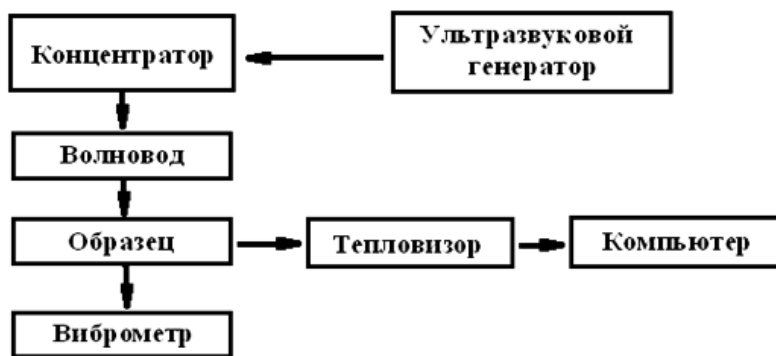 Концентратор
Ультразвуковой
генератор
Волновод
Образец
Тепловизор
Компьютер
Виброметр